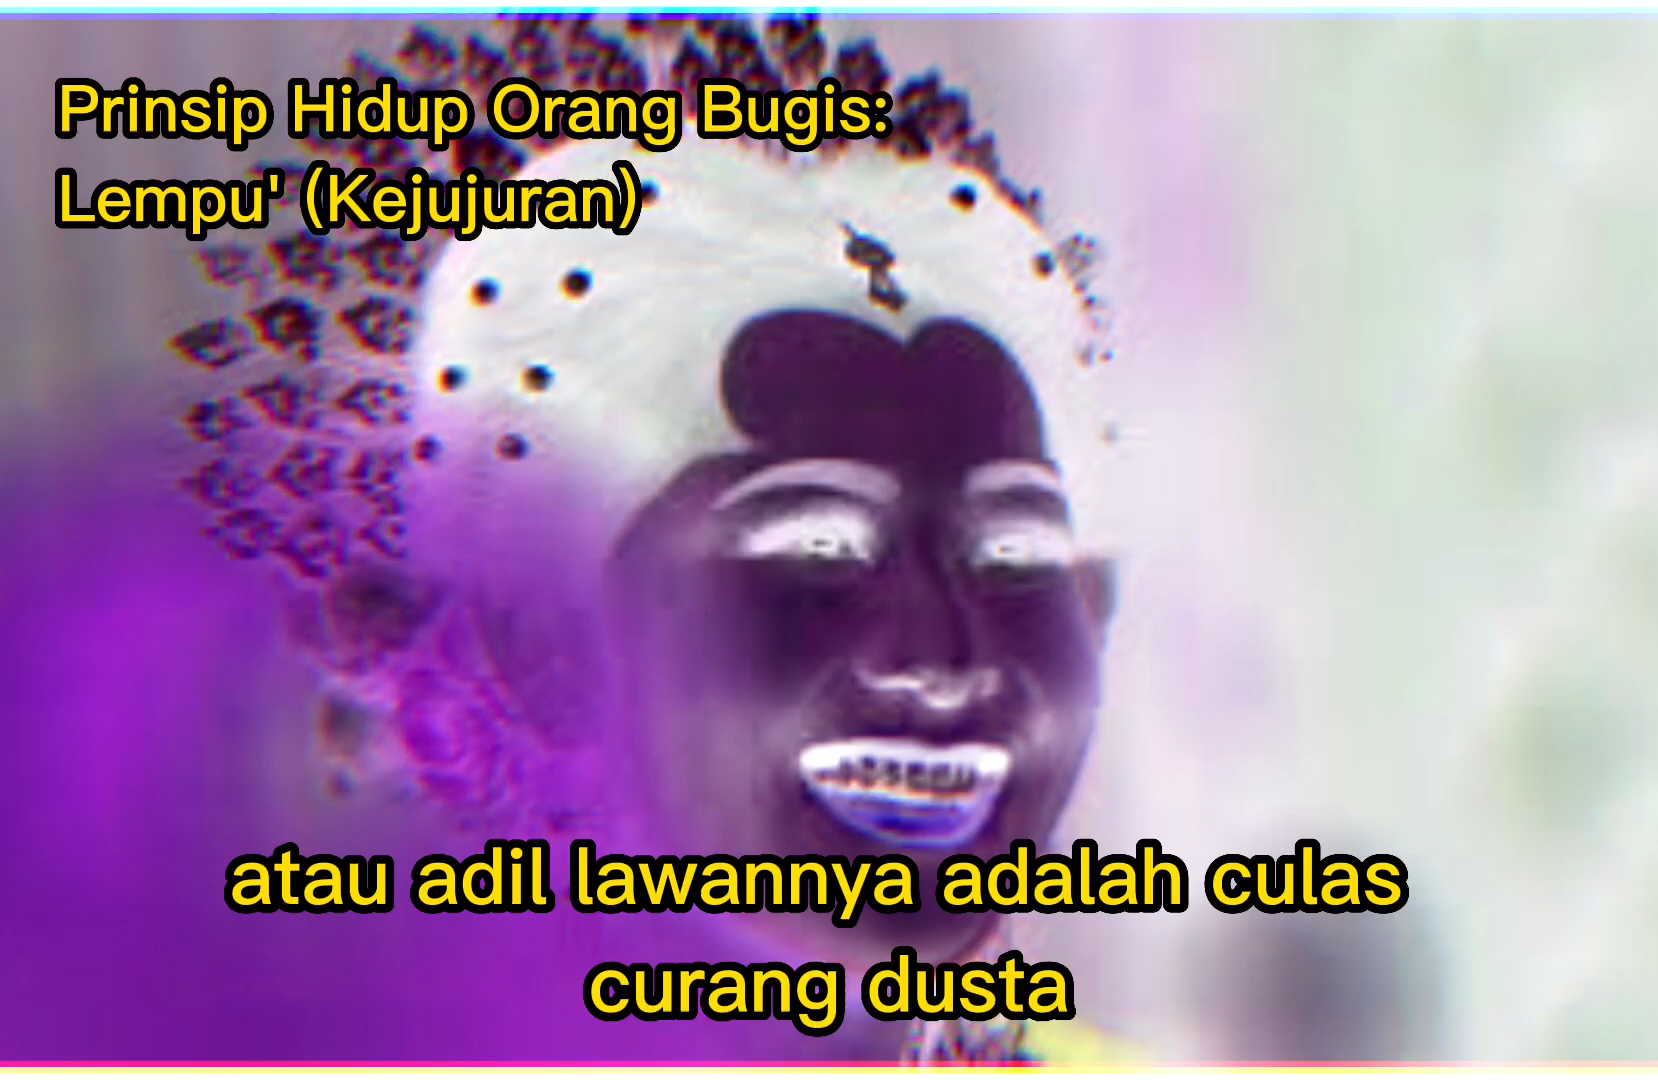 Prinsip Hidup Orang Bugis:
Lempu' (Kejujuran)
atau adil lawannya adalah culas
curang dusta